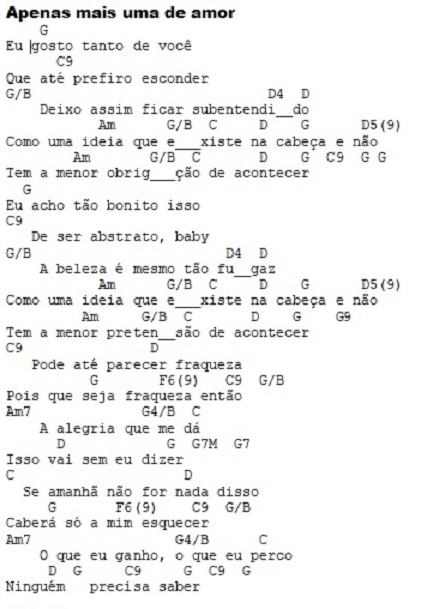 Apenas mais uma de amor
G
Eu gosto tanto de você
C9
Que até prefiro esconder
G/B D4 D
Deixo assim ficar subentendi__do
Am G/B C D G D5(9)
Como uma ideia que e___xiste na cabeça e não
Am G/B C D G C9 G G
Tem a menor obrig___ção de acontecer
G
Eu acho tão bonito isso
C9
De ser abstrato, baby
G/B D4 D
A beleza é mesmo tão fu__gaz
Am G/B C D G D5(9)
Como uma ideia que e___xiste na cabeça e não
Am G/B C D G G9
Tem a menor preten__são de acontecer
C9 D
Pode até parecer fraqueza
G F6(9) C9 G/B
Pois que seja fraqueza então
Am7 G4/B C
A alegria que me dá
D G G7M G7
Isso vai sem eu dizer
C D
Se amanhã não for nada disso
G F6(9) C9 G/B
Caberá só a mim esquecer
Am7 G4/B C
O que eu ganho, o que eu perco
D G C9 G C9 G
Ninguém precisa saber